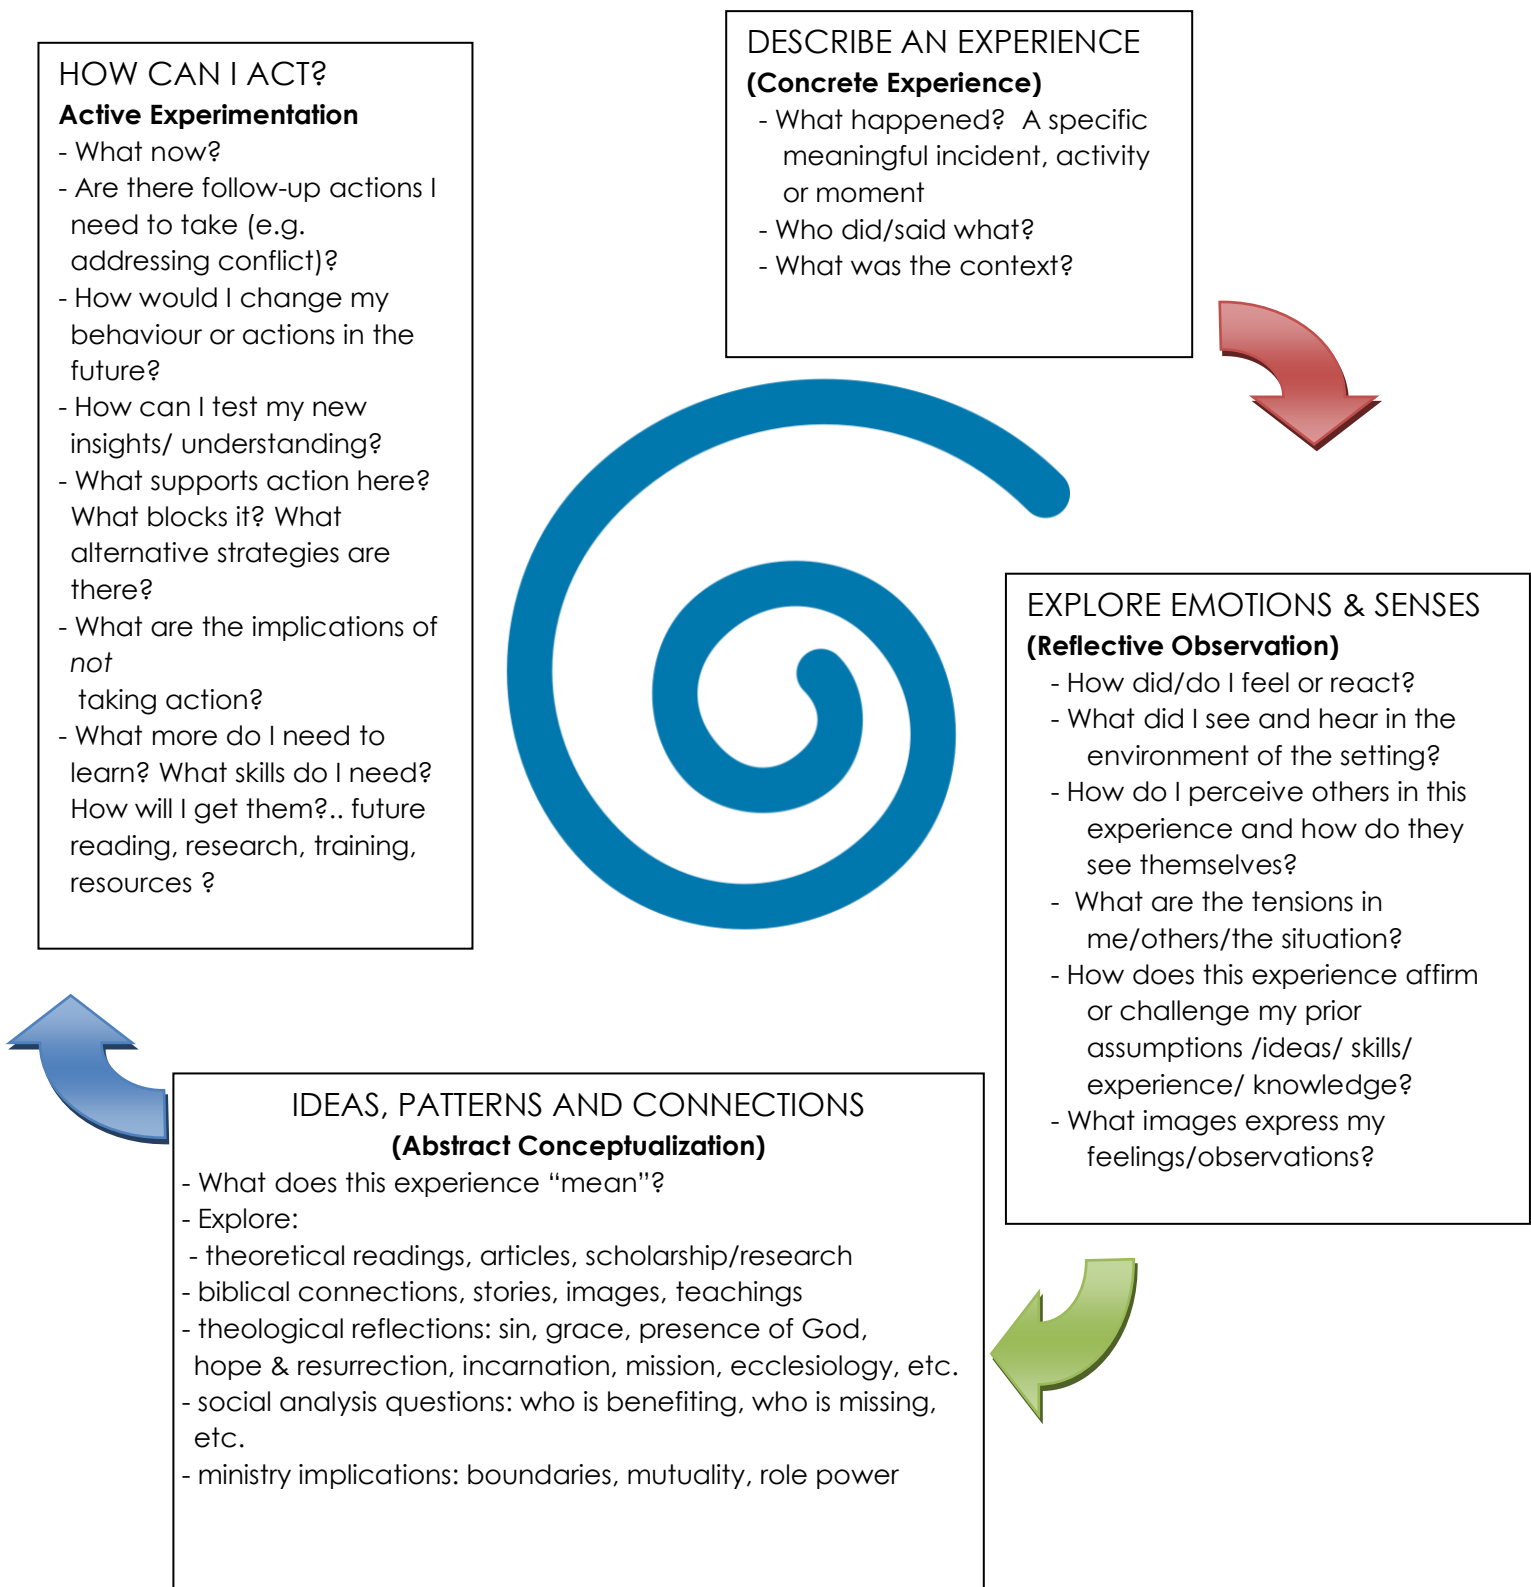 DESCRIBE AN EXPERIENCE
(Concrete Experience)
- What happened?  A specific
meaningful incident, activity
or moment
- Who did/said what?
- What was the context?
EXPLORE EMOTIONS & SENSES
(Reflective Observation)
- How did/do I feel or react?
- What did I see and hear in the
environment of the setting?
- How do I perceive others in this
experience and how do they
see themselves?
-  What are the tensions in
me/others/the situation?
- How does this experience affirm
or challenge my prior
assumptions /ideas/ skills/
experience/ knowledge?
- What images express my
feelings/observations?
IDEAS, PATTERNS AND CONNECTIONS
(Abstract Conceptualization)
- What does this experience “mean”?
- Explore:
- theoretical readings, articles, scholarship/research
- biblical connections, stories, images, teachings
- theological reflections: sin, grace, presence of God,
hope & resurrection, incarnation, mission, ecclesiology, etc.
- social analysis questions: who is benefiting, who is missing,
etc.
- ministry implications: boundaries, mutuality, role power
HOW CAN I ACT?
Active Experimentation
- What now?
- Are there follow-up actions I
need to take (e.g.
addressing conflict)?
- How would I change my
behaviour or actions in the
future?
- How can I test my new
insights/ understanding?
- What supports action here?
What blocks it? What
alternative strategies are
there?
- What are the implications of
not
taking action?
- What more do I need to
learn? What skills do I need?
How will I get them?.. future
reading, research, training,
resources ?